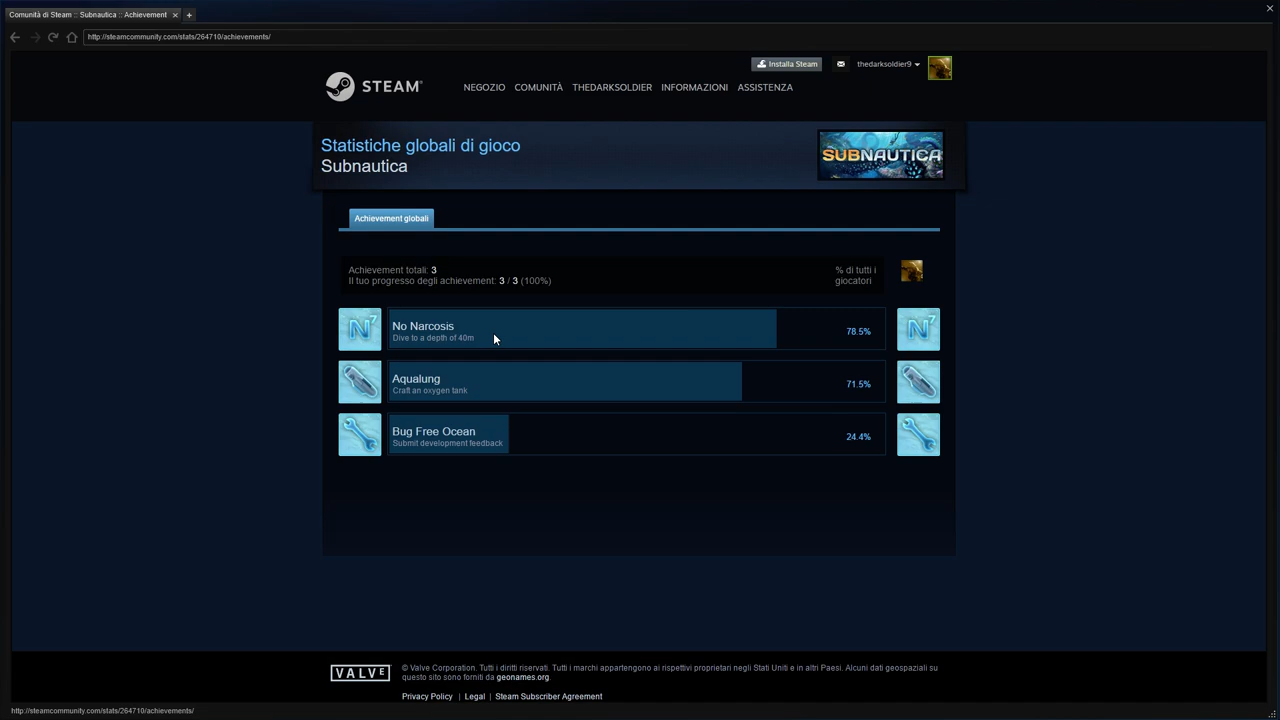 Comunità di Steam :: Subnautica :: Achievement
http://steamcommunity.com/stats/264710/achievements/
Installa Steam
thedarksoldier9
STEAM®
NEGOZIO COMUNITÀ THEDARKSOLDIER INFORMAZIONI ASSISTENZA
Statistiche globali di gioco
Subnautica
SUBNAUTICA
Achievement globali
Achievement totali: 3
Il tuo progresso degli achievement: 3 / 3 (100%)
% di tutti i
giocatori
N7
No Narcosis
Dive to a depth of 40m
78.5%
N7
Aqualung
Craft an oxygen tank
71.5%
Bug Free Ocean
Submit development feedback
24.4%
VALVE
© Valve Corporation. Tutti i diritti riservati. Tutti i marchi appartengono ai rispettivi proprietari negli Stati Uniti e in altri Paesi. Alcuni dati geospaziali su
questo sito sono forniti da geonames.org.
Privacy Policy | Legal | Steam Subscriber Agreement
http://steamcommunity.com/stats/264710/achievements/